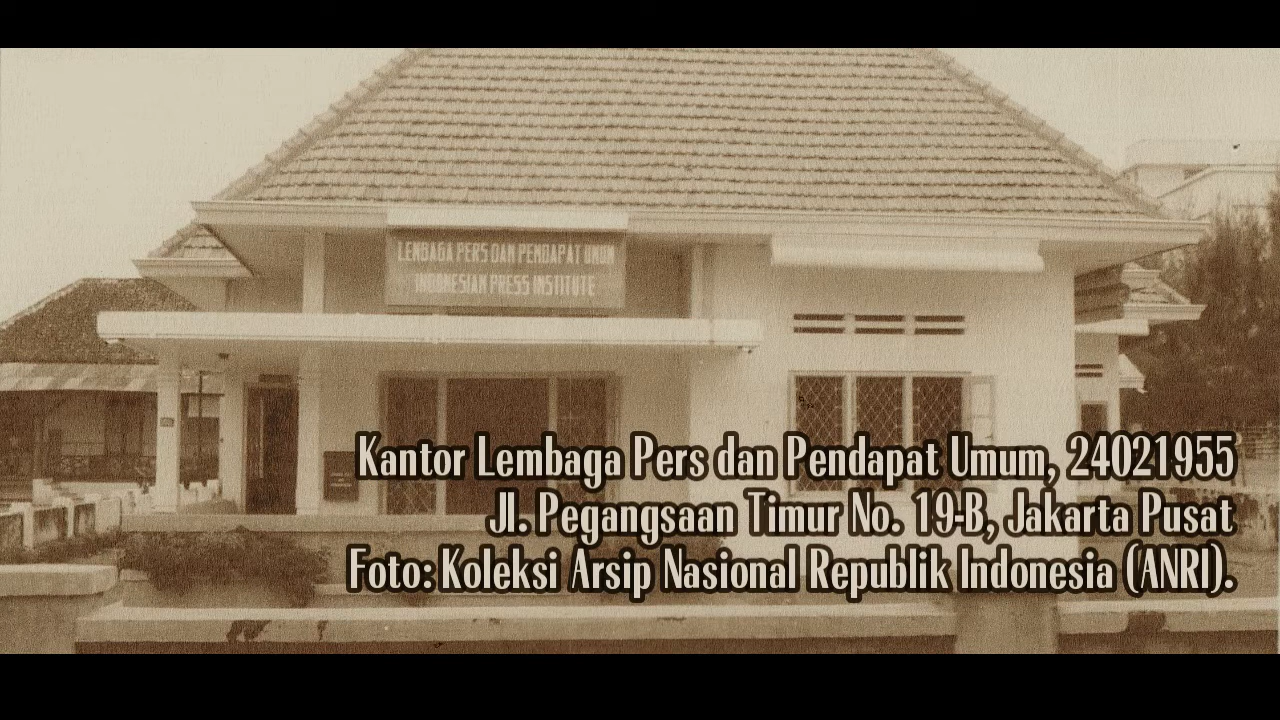 LEMBAGA PERS DAN PENDAPAT UMUM
INDONESIAN PRESS INSTITUTE
Kantor Lembaga Pers dan Pendapat Umum, 24021955
Jl. Pegangsaan Timur No. 19-B, Jakarta Pusat
Foto: Koleksi Arsip Nasional Republik Indonesia (ANRI).